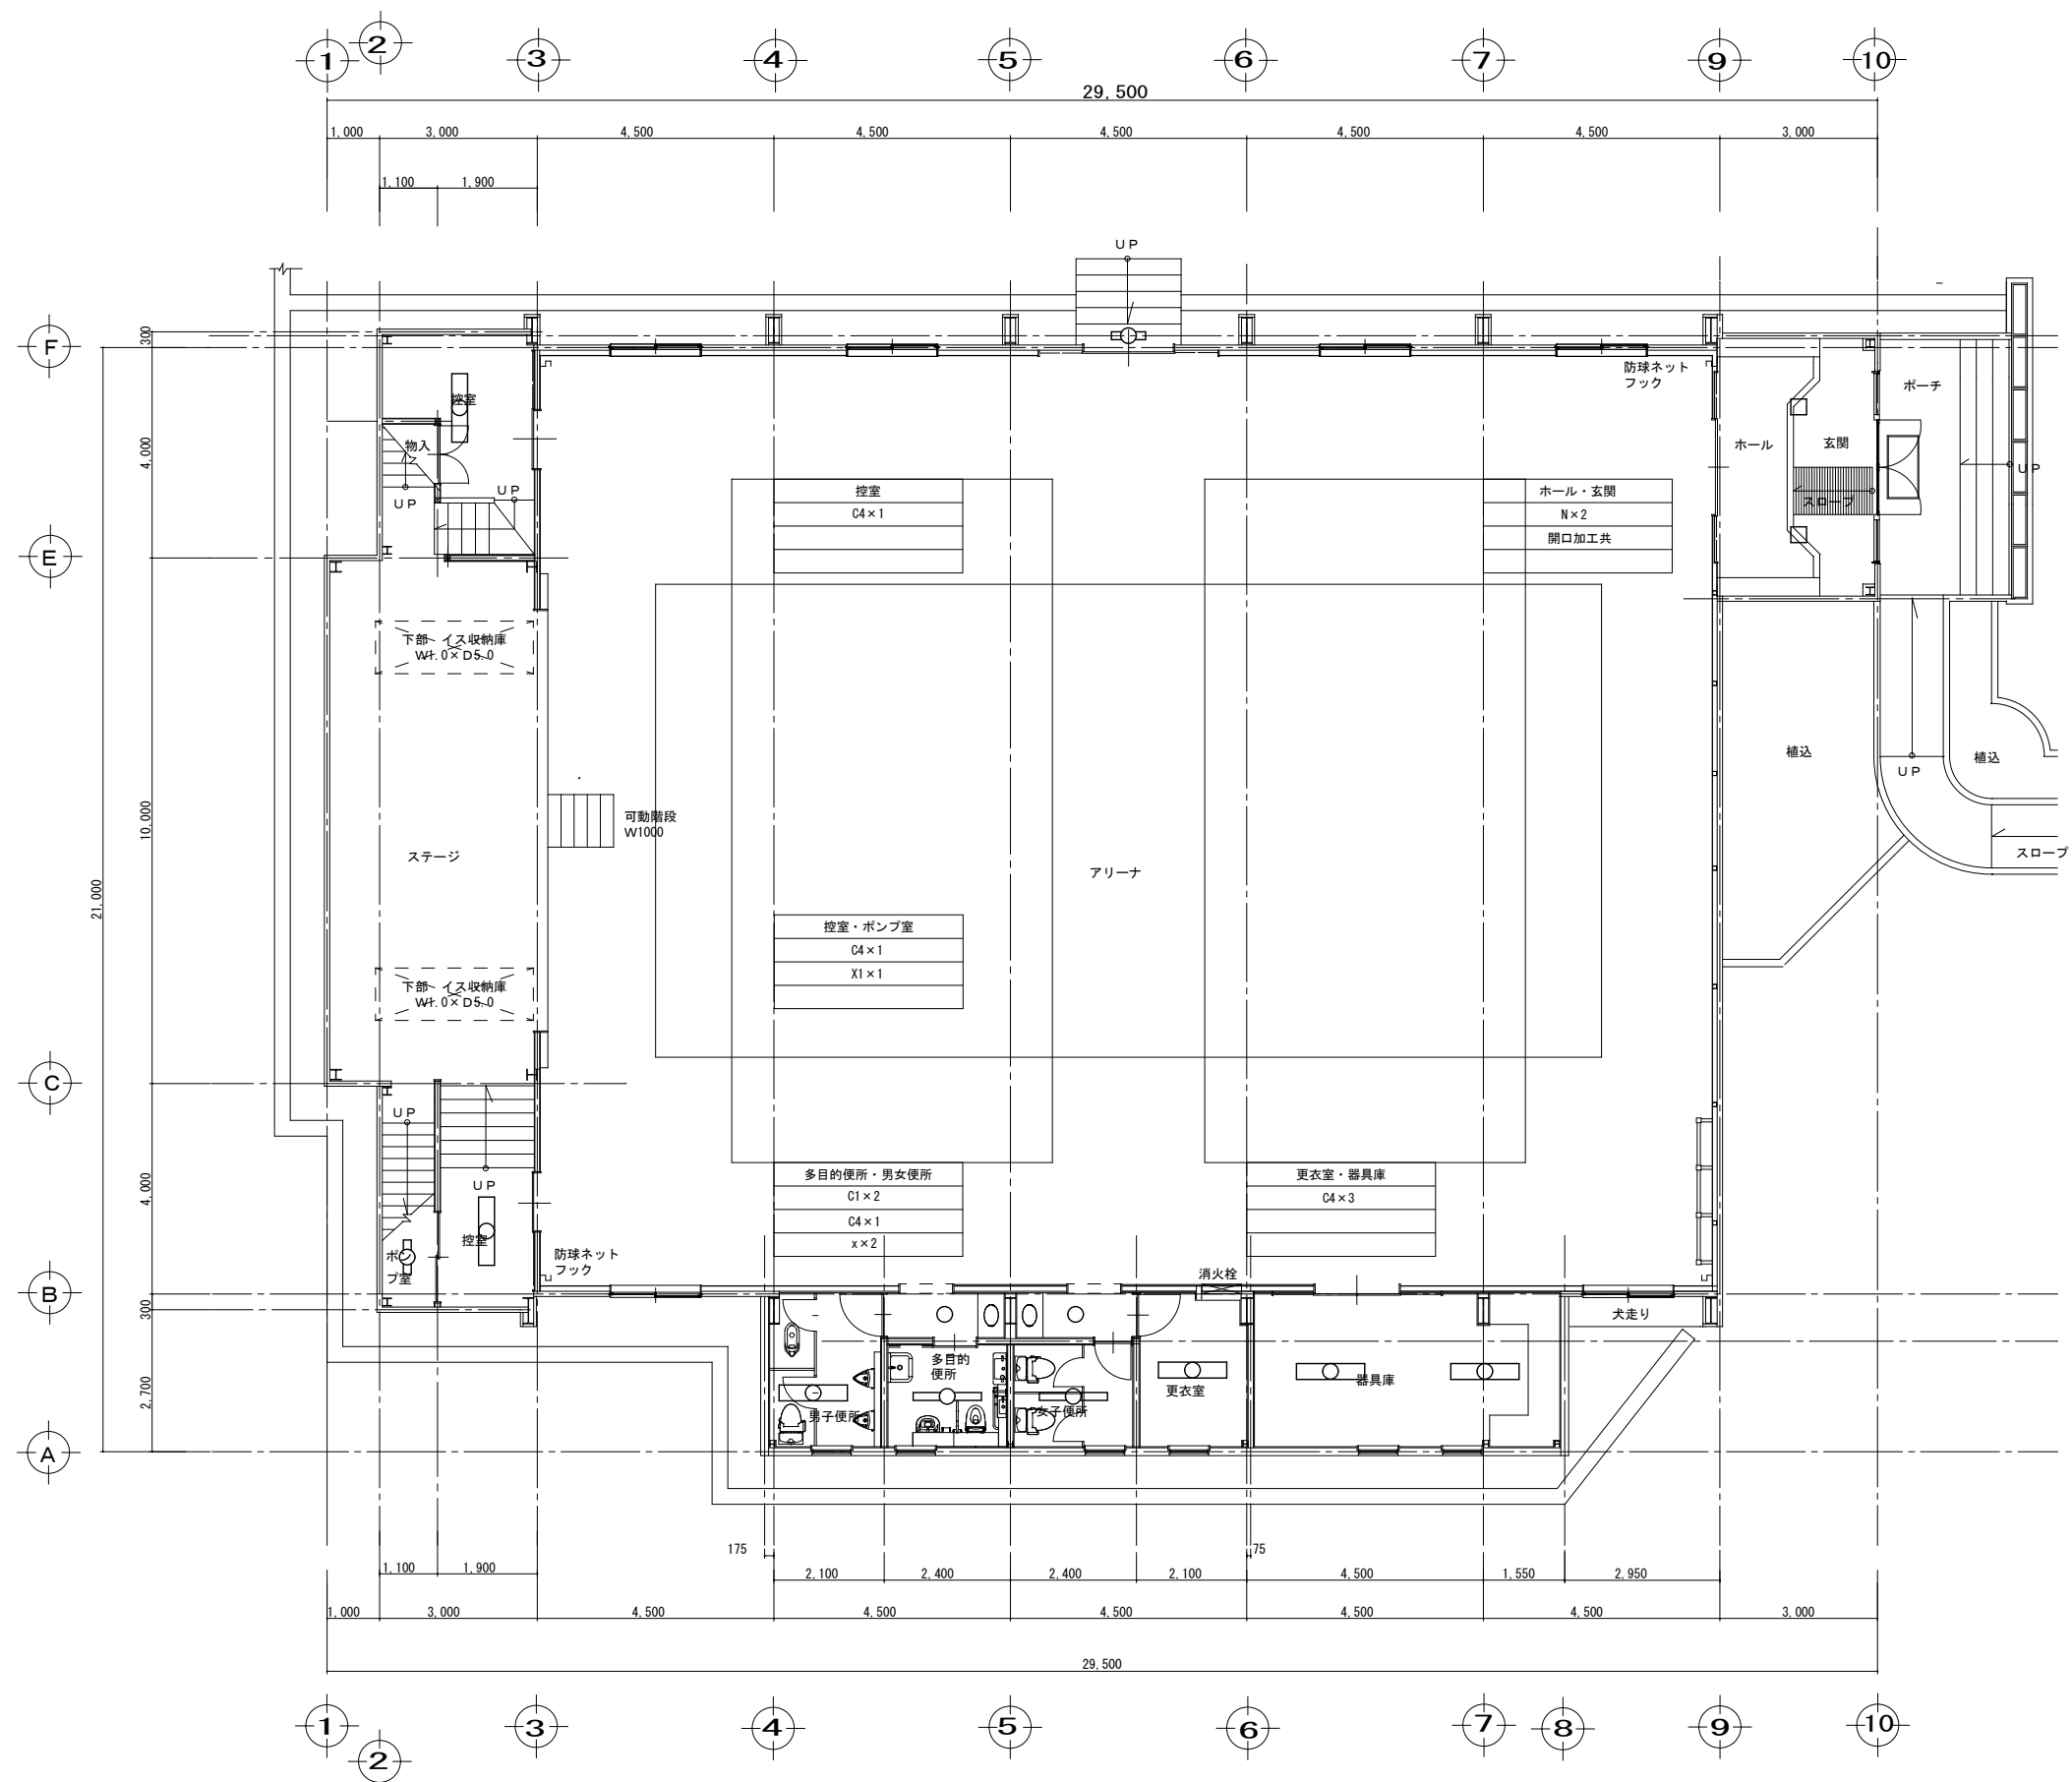 2
1
3
4
5
6
7
9
10
29,500
1,000
3,000
4,500
4,500
4,500
4,500
4,500
3,000
1,100
1,900
UP
F
300
防球ネット
フック
ポーチ
控室
ホール
玄関
物入
4,000
UP
UP
UP
スロープ
控室
C4×1
ホール・玄関
N×2
開口加工共
E
下部 イス収納庫
W1.0×D5.0
植込
植込
UP
可動階段
W1000
10,000
ステージ
アリーナ
スロープ
21,000
控室・ポンプ室
C4×1
X1×1
下部 イス収納庫
W1.0×D5.0
C
UP
4,000
UP
多目的便所・男女便所
C1×2
C4×1
x×2
更衣室・器具庫
C4×3
控室
プ室
防球ネット
フック
消火栓
B
300
犬走り
多目的
便所
更衣室
器具庫
男子便所
女子便所
2,700
A
175
75
1,100
1,900
2,100
2,400
2,400
2,100
4,500
1,550
2,950
1,000
3,000
4,500
4,500
4,500
4,500
4,500
3,000
29,500
1
3
4
5
6
7
8
9
10
2